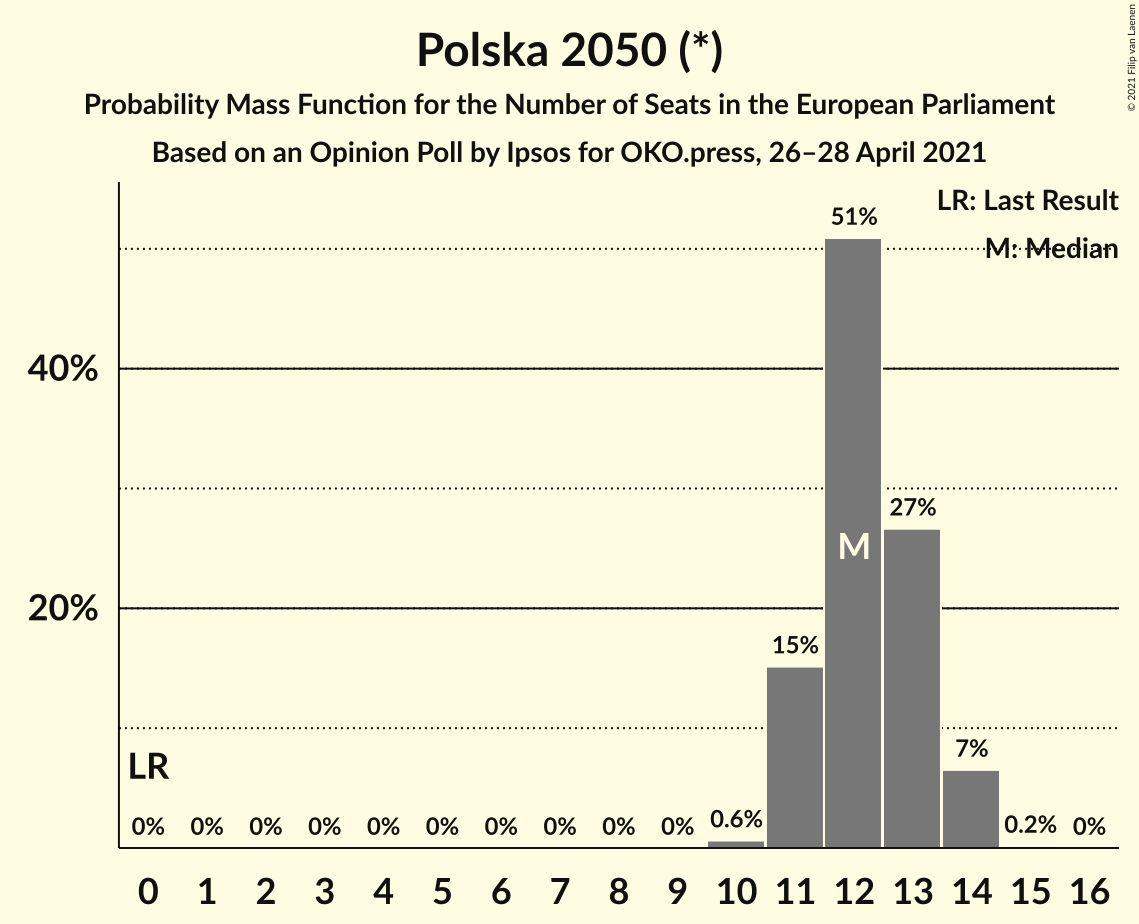 Polska 2050 (*)
Probability Mass Function for the Number of Seats in the European Parliament
Based on an Opinion Poll by Ipsos for OKO.press, 26–28 April 2021
© 2021 Filip van Laenen
LR: Last Result
M: Median
51%
40%
27%
M
20%
15%
7%
LR
0% 0% 0% 0% 0% 0% 0% 0% 0% 0% 0.6% 0.2% 0%
0 1 2 3 4 5 6 7 8 9 10 11 12 13 14 15 16